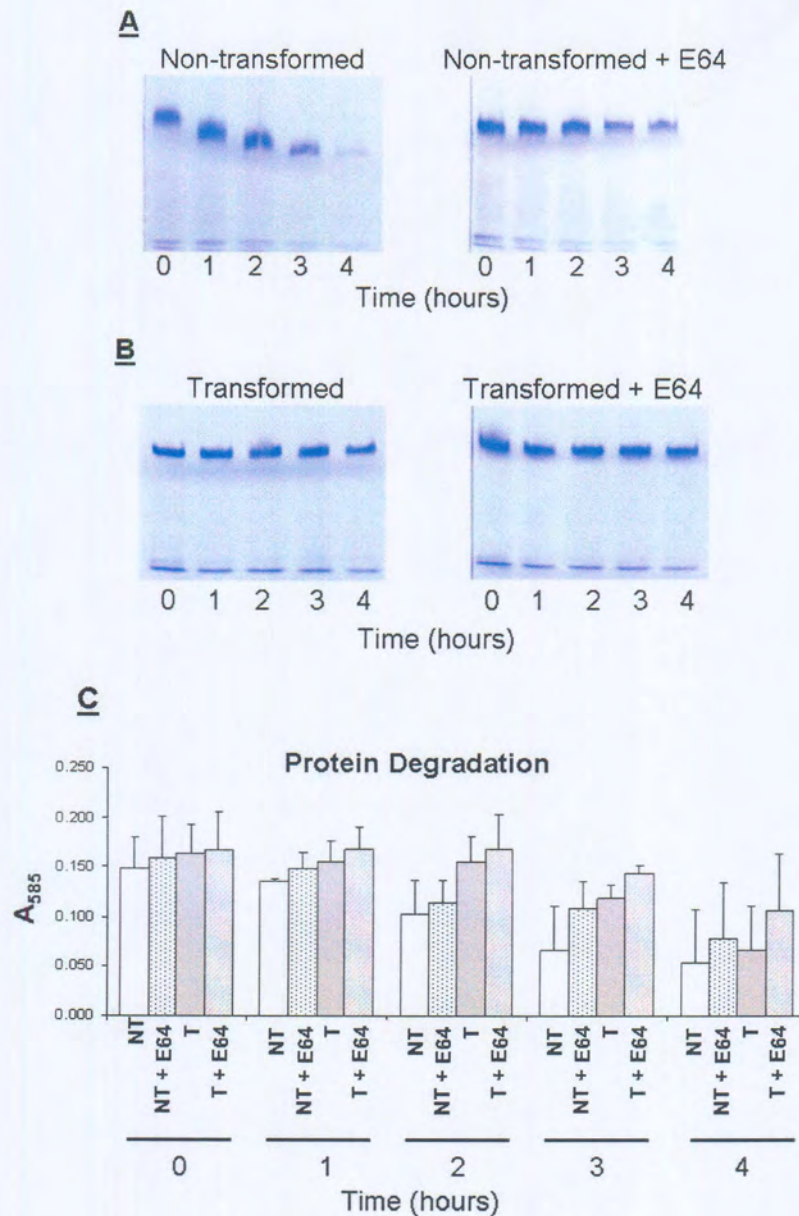 A
Non-transformed
Non-transformed + E64
0 1 2 3 4
0 1 2 3 4
Time (hours)
B
Transformed
Transformed + E64
0 1 2 3 4
0 1 2 3 4
Time (hours)
C
Protein Degradation
A585
0.250
0.200
0.150
0.100
0.050
0.000
NT
NT + E64
T
T + E64
NT
NT + E64
T
T + E64
NT
NT + E64
T
T + E64
NT
NT + E64
T
T + E64
NT
NT + E64
T
T + E64
0 1 2 3 4
Time (hours)